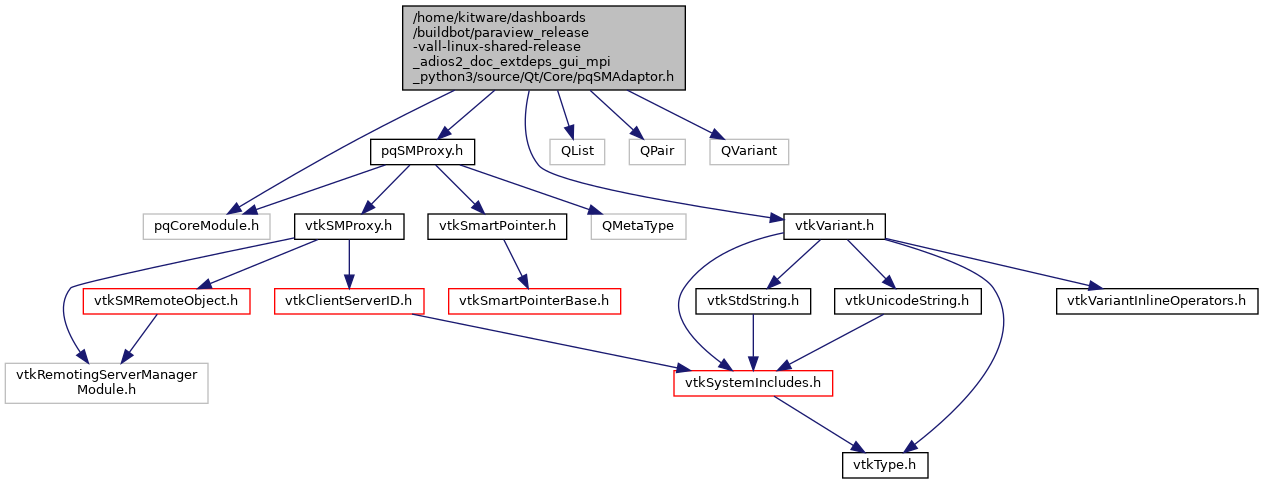 /home/kitware/dashboards
/buildbot/paraview_release
-vall-linux-shared-release
_adios2_doc_extdeps_gui_mpi
_python3/source/Qt/Core/pqSMAdaptor.h
pqSMProxy.h
QList
QPair
QVariant
pqCoreModule.h
vtkSMProxy.h
vtkSmartPointer.h
QMetaType
vtkVariant.h
vtkSMRemoteObject.h
vtkClientServerID.h
vtkSmartPointerBase.h
vtkStdString.h
vtkUnicodeString.h
vtkVariantInlineOperators.h
vtkRemotingServerManager
Module.h
vtkSystemIncludes.h
vtkType.h